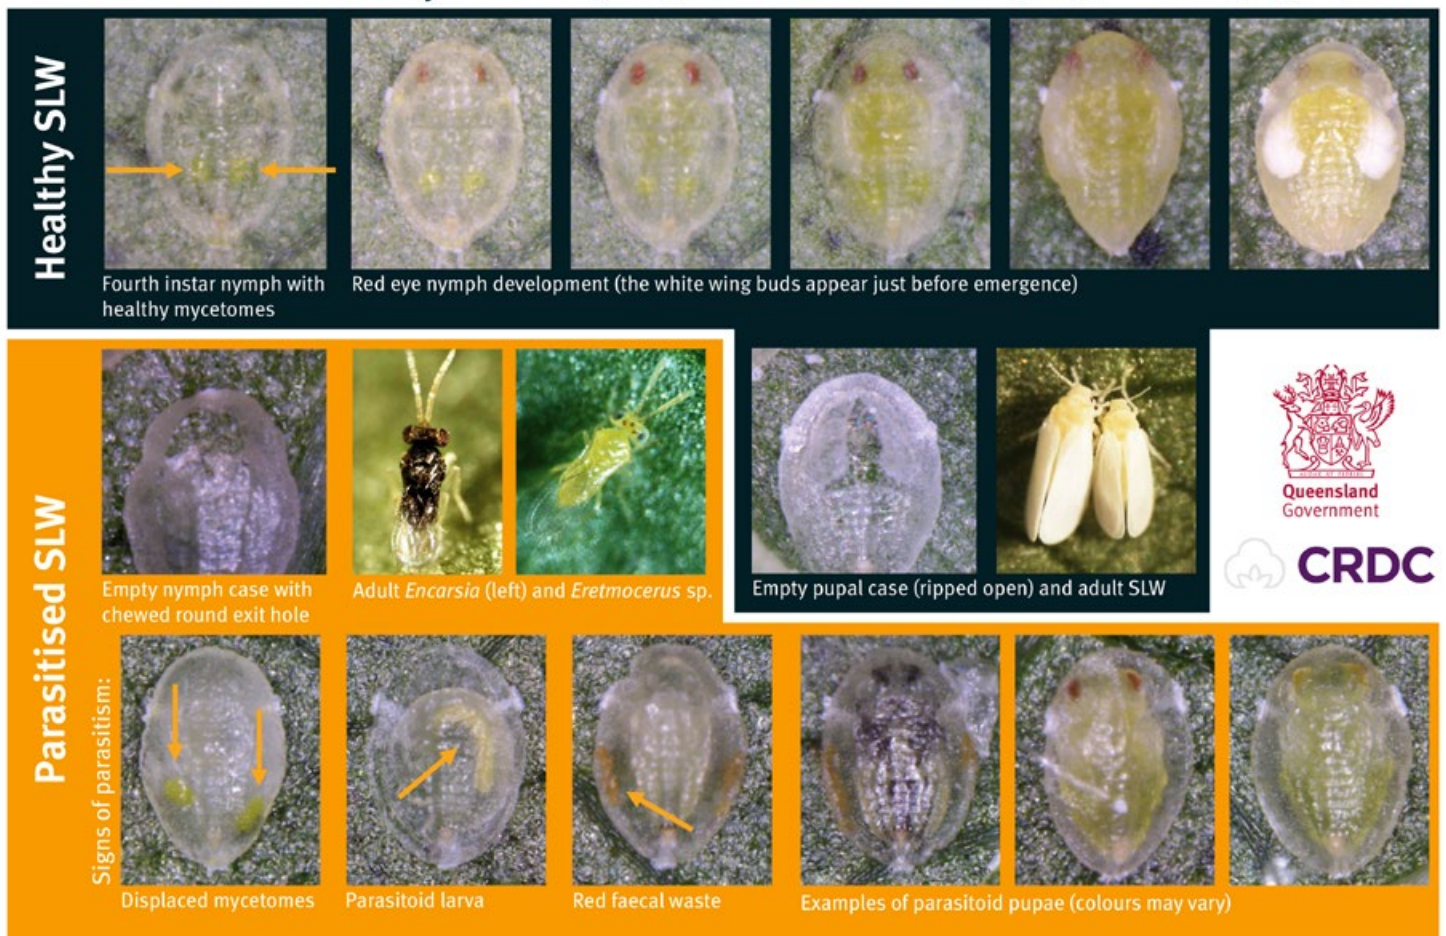 Healthy SLW
Fourth instar nymph with
healthy mycetomes
Red eye nymph development (the white wing buds appear just before emergence)
Parasitised SLW
Empty nymph case with
chewed round exit hole
Adult Encarsia (left) and Eretmocerus sp.
Empty pupal case (ripped open) and adult SLW
Queensland
Government
CRDC
Signs of parasitism:
Displaced mycetomes
Parasitoid larva
Red faecal waste
Examples of parasitoid pupae (colours may vary)